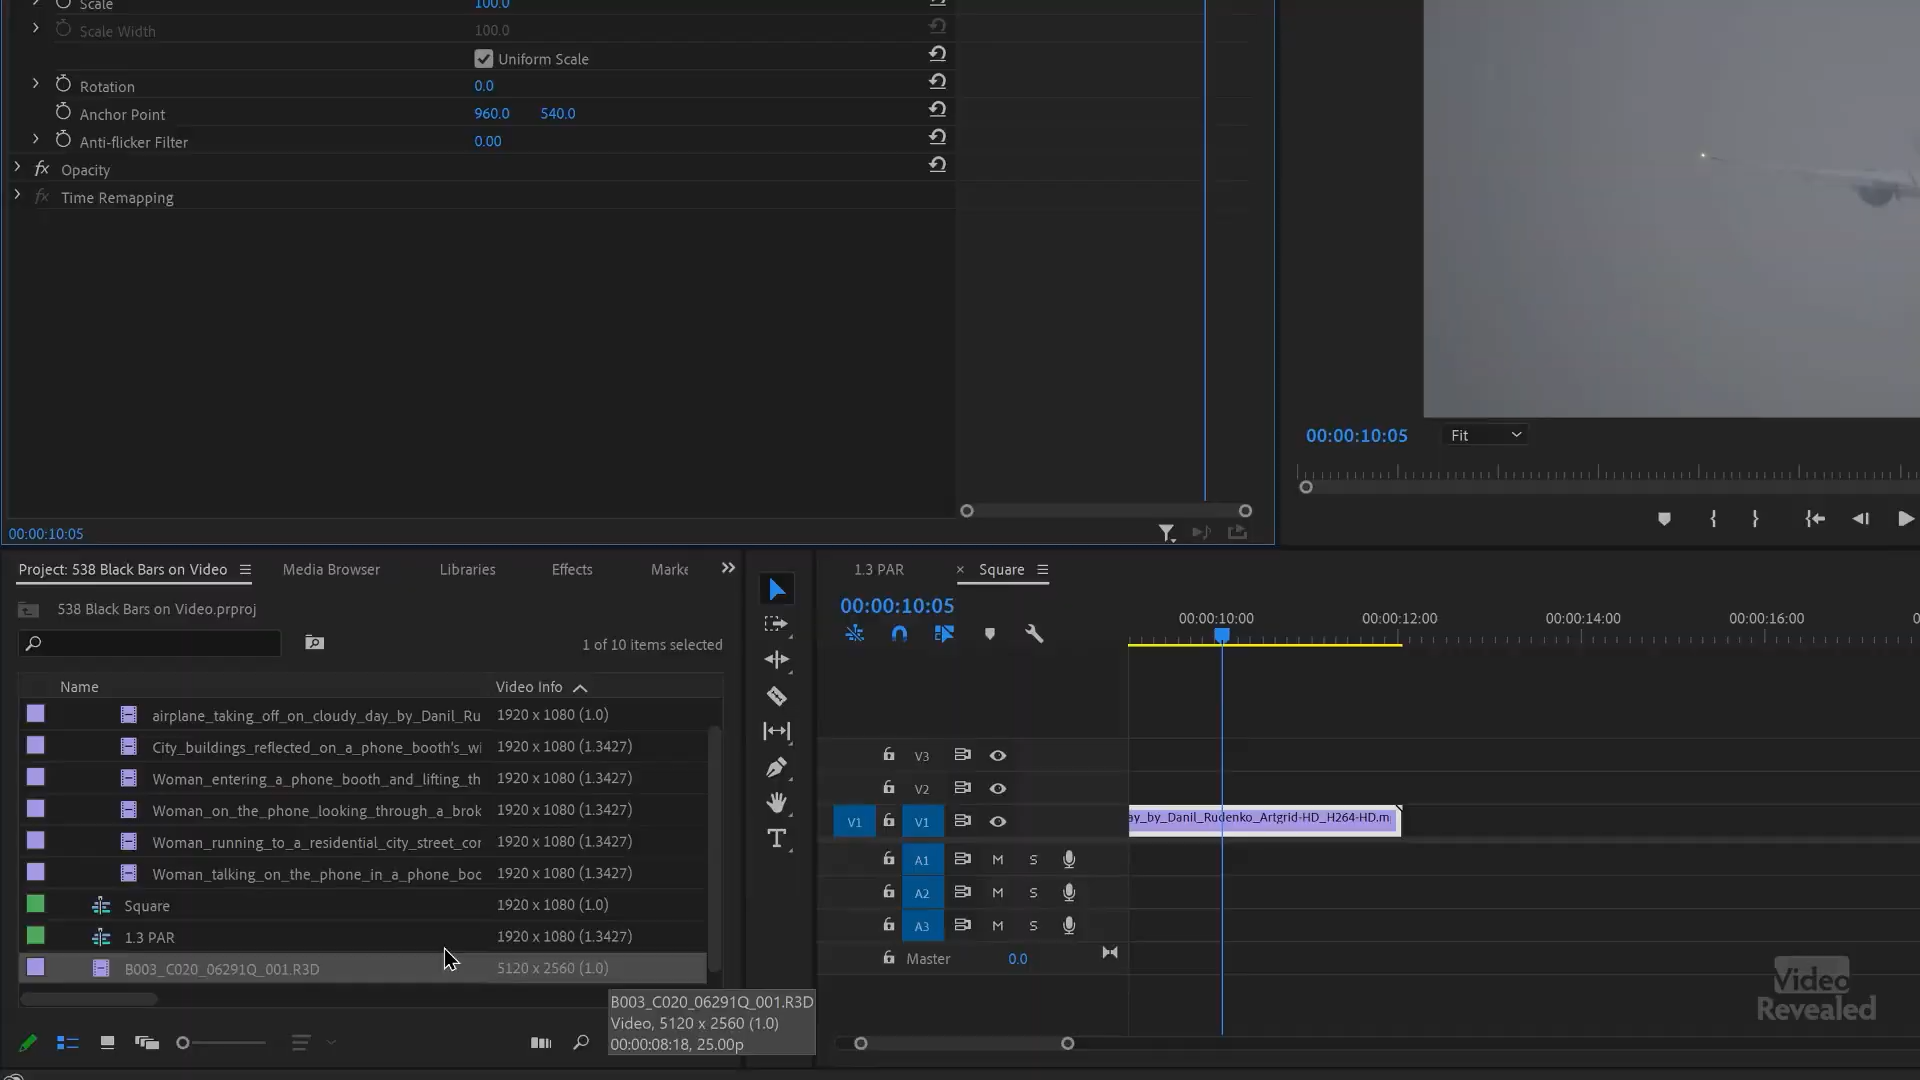 Scale 100.0
Scale Width 100.0
Uniform Scale
Rotation 0.0
Anchor Point 960.0 540.0
Anti-flicker Filter 0.00
fx Opacity
fx Time Remapping
00:00:10:05
00:00:10:05 Fit
Project: 538 Black Bars on Video
Media Browser
Libraries
Effects
Marke
538 Black Bars on Video.prproj
1 of 10 items selected
Name Video Info
airplane_taking_off_on_cloudy_day_by_Danil_Ru 1920 x 1080 (1.0)
City_buildings_reflected_on_a_phone_booth's_wi 1920 x 1080 (1.3427)
Woman_entering_a_phone_booth_and_lifting_th 1920 x 1080 (1.3427)
Woman_on_the_phone_looking_through_a_brok 1920 x 1080 (1.3427)
Woman_running_to_a_residential_city_street_cor 1920 x 1080 (1.3427)
Woman_talking_on_the_phone_in_a_phone_boo 1920 x 1080 (1.3427)
Square 1920 x 1080 (1.0)
1.3 PAR 1920 x 1080 (1.3427)
B003_C020_06291Q_001.R3D 5120 x 2560 (1.0)
B003_C020_06291Q_001.R3D
Video, 5120 x 2560 (1.0)
00:00:08:18, 25.00p
1.3 PAR
× Square
00:00:10:05
00:00:10:00 00:00:12:00 00:00:14:00 00:00:16:00
V3
V2
V1 V1
ay_by_Danil_Rudenko_Artgrid-HD_H264-HD.m
A1 M S
A2 M S
A3 M S
Master 0.0
Video
Revealed